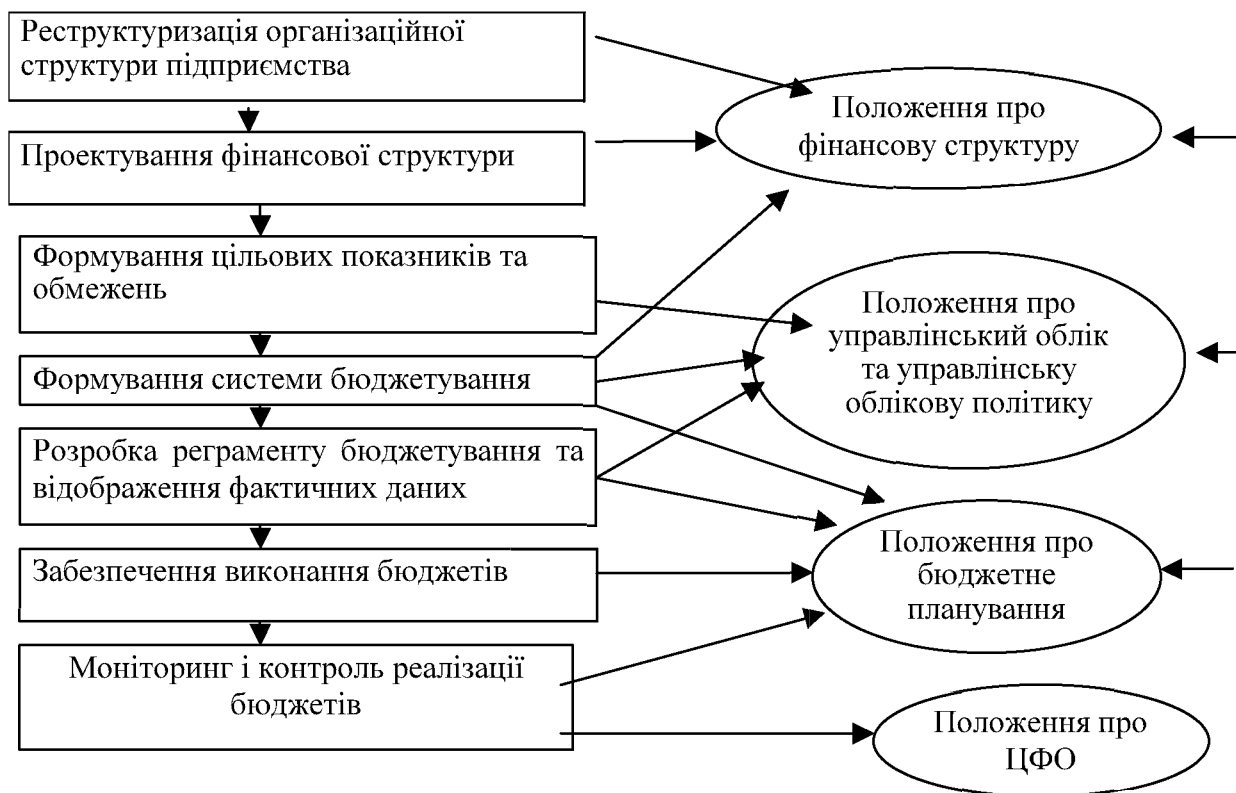 Реструктуризація організаційної
структури підприємства
Проектування фінансової структури
Формування цільових показників та
обмежень
Формування системи бюджетування
Розробка реграменту бюджетування та
відображення фактичних даних
Забезпечення виконання бюджетів
Моніторинг і контроль реалізації
бюджетів
Положення про
фінансову структуру
Положення про
управлінський облік
та управлінську
облікову політику
Положення про
бюджетне
планування
Положення про
ЦФО